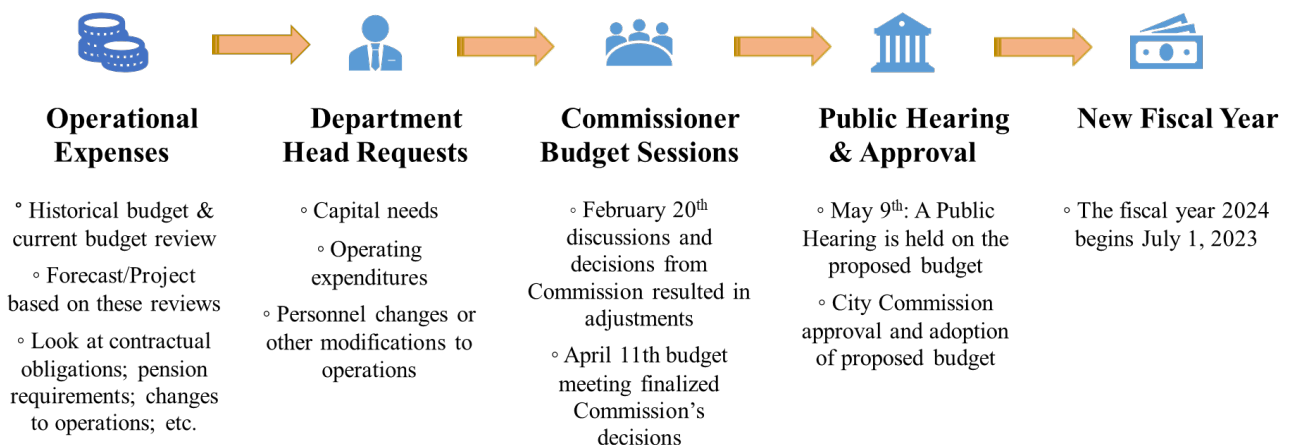 Operational
Expenses
° Historical budget &
current budget review
◦ Forecast/Project
based on these reviews
◦ Look at contractual
obligations; pension
requirements; changes
to operations; etc.
Department
Head Requests
◦ Capital needs
◦ Operating
expenditures
◦ Personnel changes or
other modifications to
operations
Commissioner
Budget Sessions
◦ February 20th
discussions and
decisions from
Commission resulted in
adjustments
◦ April 11th budget
meeting finalized
Commission’s
decisions
Public Hearing
& Approval
◦ May 9th: A Public
Hearing is held on the
proposed budget
◦ City Commission
approval and adoption
of proposed budget
New Fiscal Year
◦ The fiscal year 2024
begins July 1, 2023